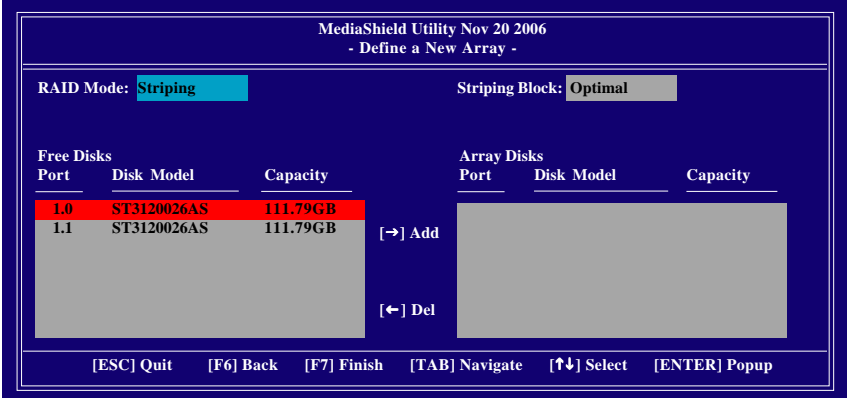 MediaShield Utility Nov 20 2006
- Define a New Array -
RAID Mode: Striping Striping Block: Optimal
Free Disks Array Disks
Port Disk Model Capacity Port Disk Model Capacity
1.0 ST3120026AS 111.79GB
1.1 ST3120026AS 111.79GB
[→] Add
[←] Del
[ESC] Quit [F6] Back [F7] Finish [TAB] Navigate [↑↓] Select [ENTER] Popup